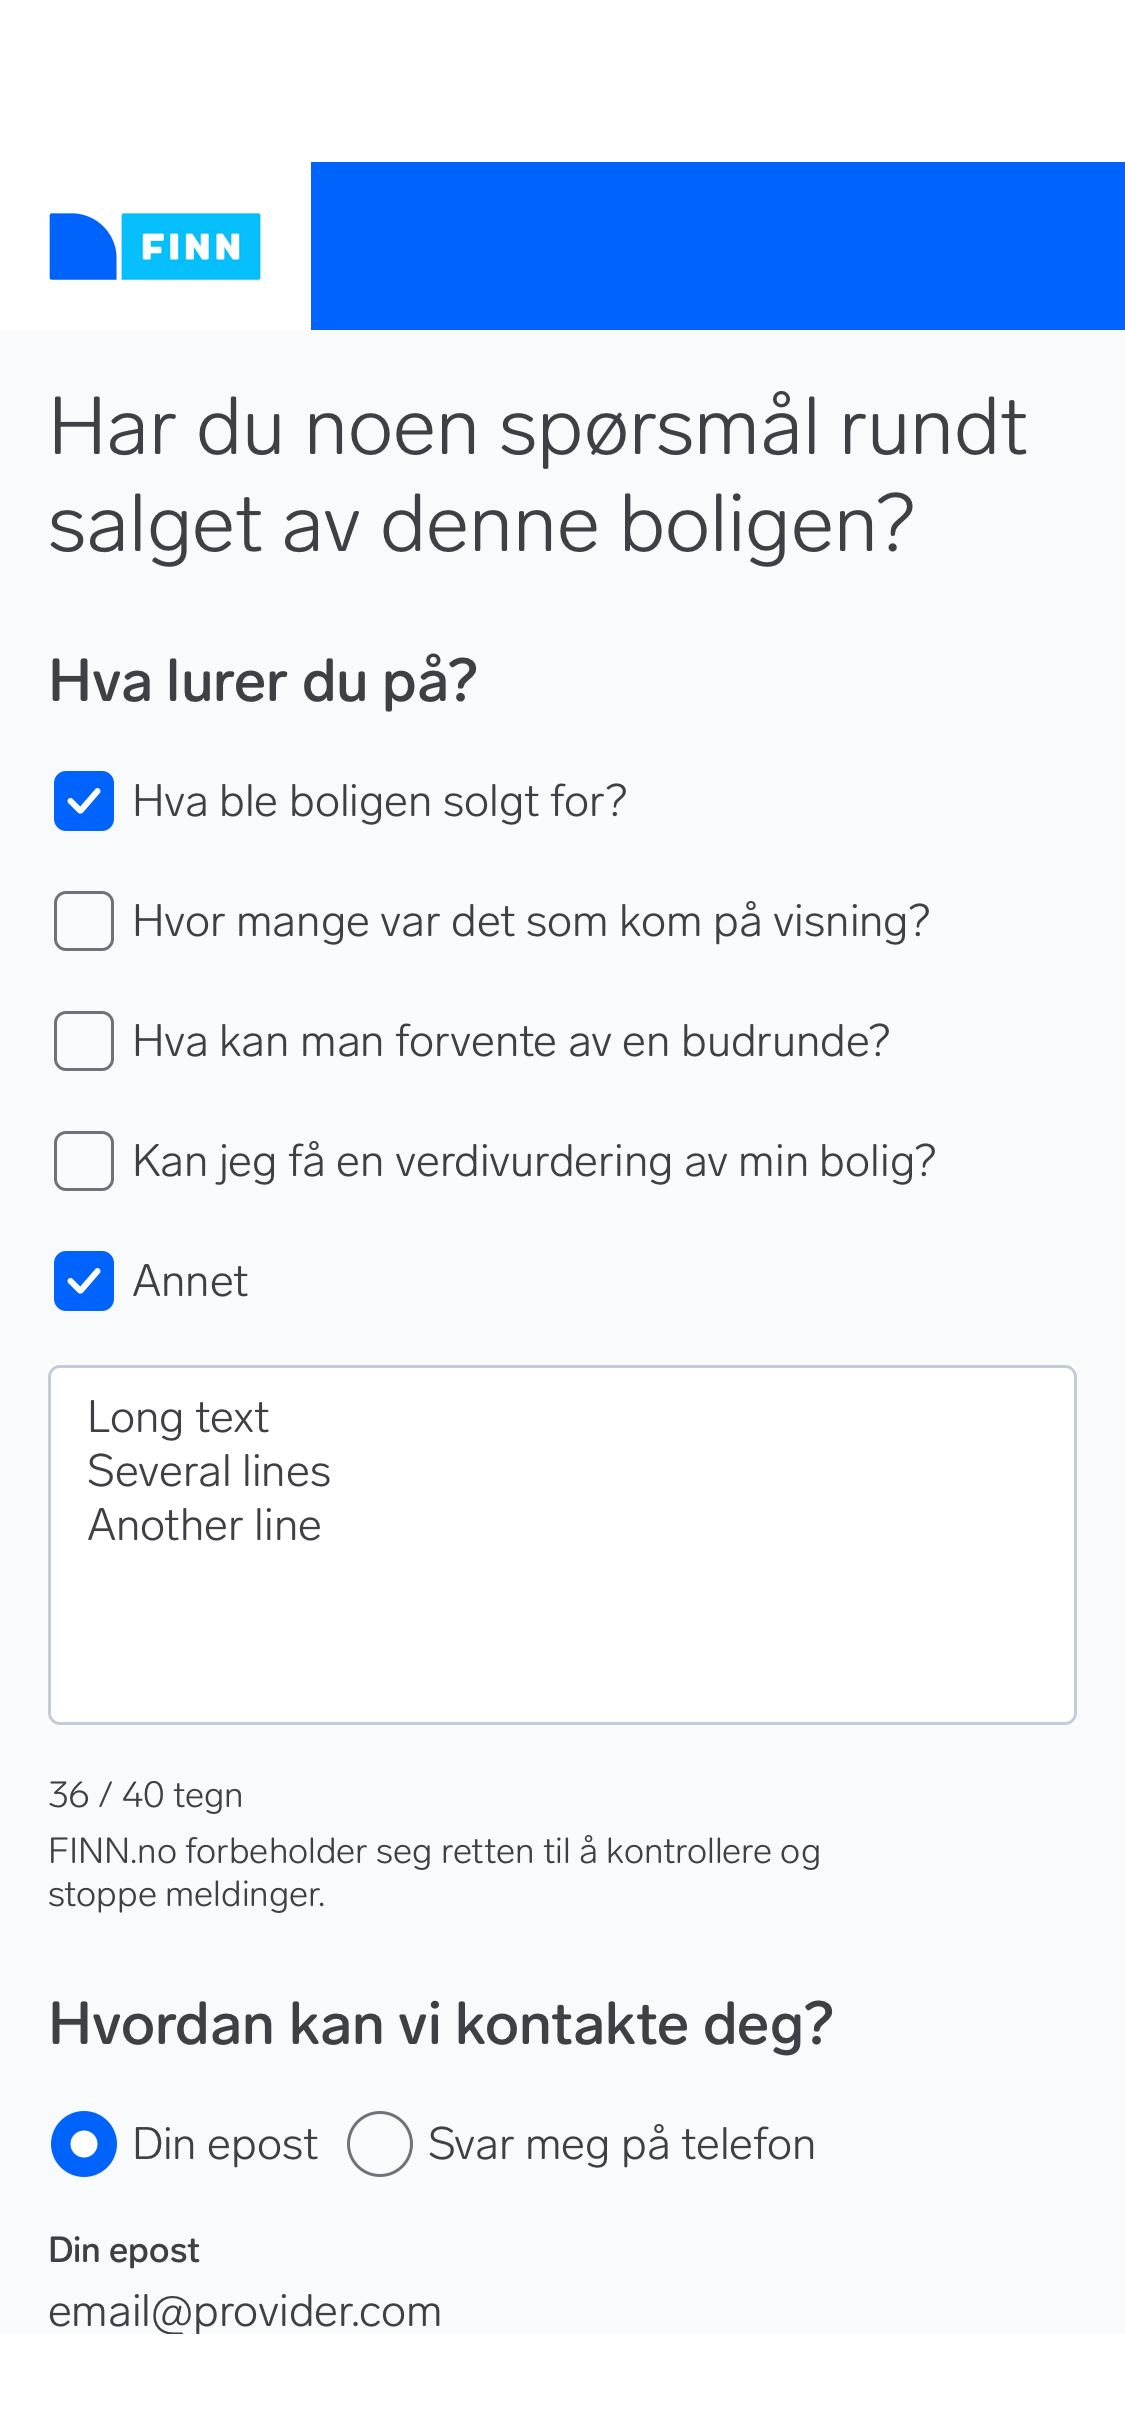 FINN
Har du noen spørsmål rundt
salget av denne boligen?
Hva lurer du på?
Hva ble boligen solgt for?
Hvor mange var det som kom på visning?
Hva kan man forvente av en budrunde?
Kan jeg få en verdivurdering av min bolig?
Annet
Long text
Several lines
Another line
36 / 40 tegn
FINN.no forbeholder seg retten til å kontrollere og
stoppe meldinger.
Hvordan kan vi kontakte deg?
Din epost Svar meg på telefon
Din epost
email@provider.com